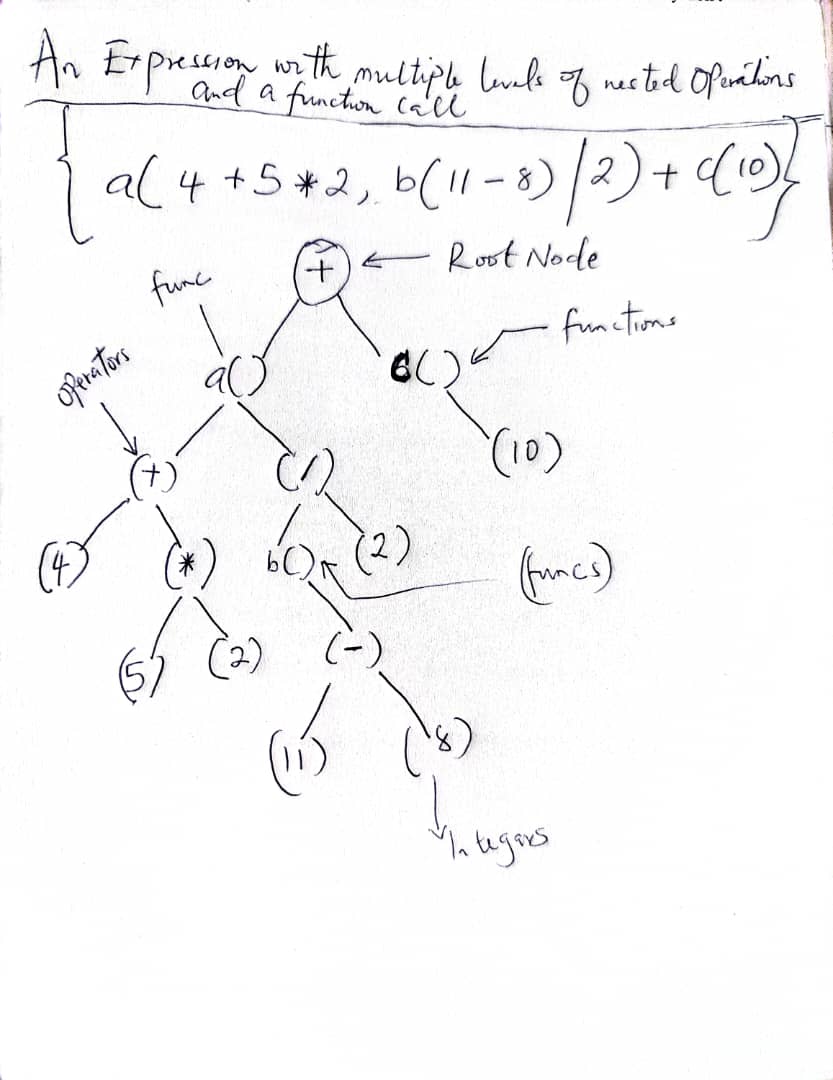 An Expression with multiple levels of nested Operations
and a function call
{ a( 4 + 5 * 2, b(11 - 8) / 2) + c(10) }
+ ← Root Node
func
functions
operators
a()
c()
(+)
(/)
(10)
(4)
(*)
b()
(2)
(funcs)
(5)
(2)
(-)
(11)
(8)
Integers